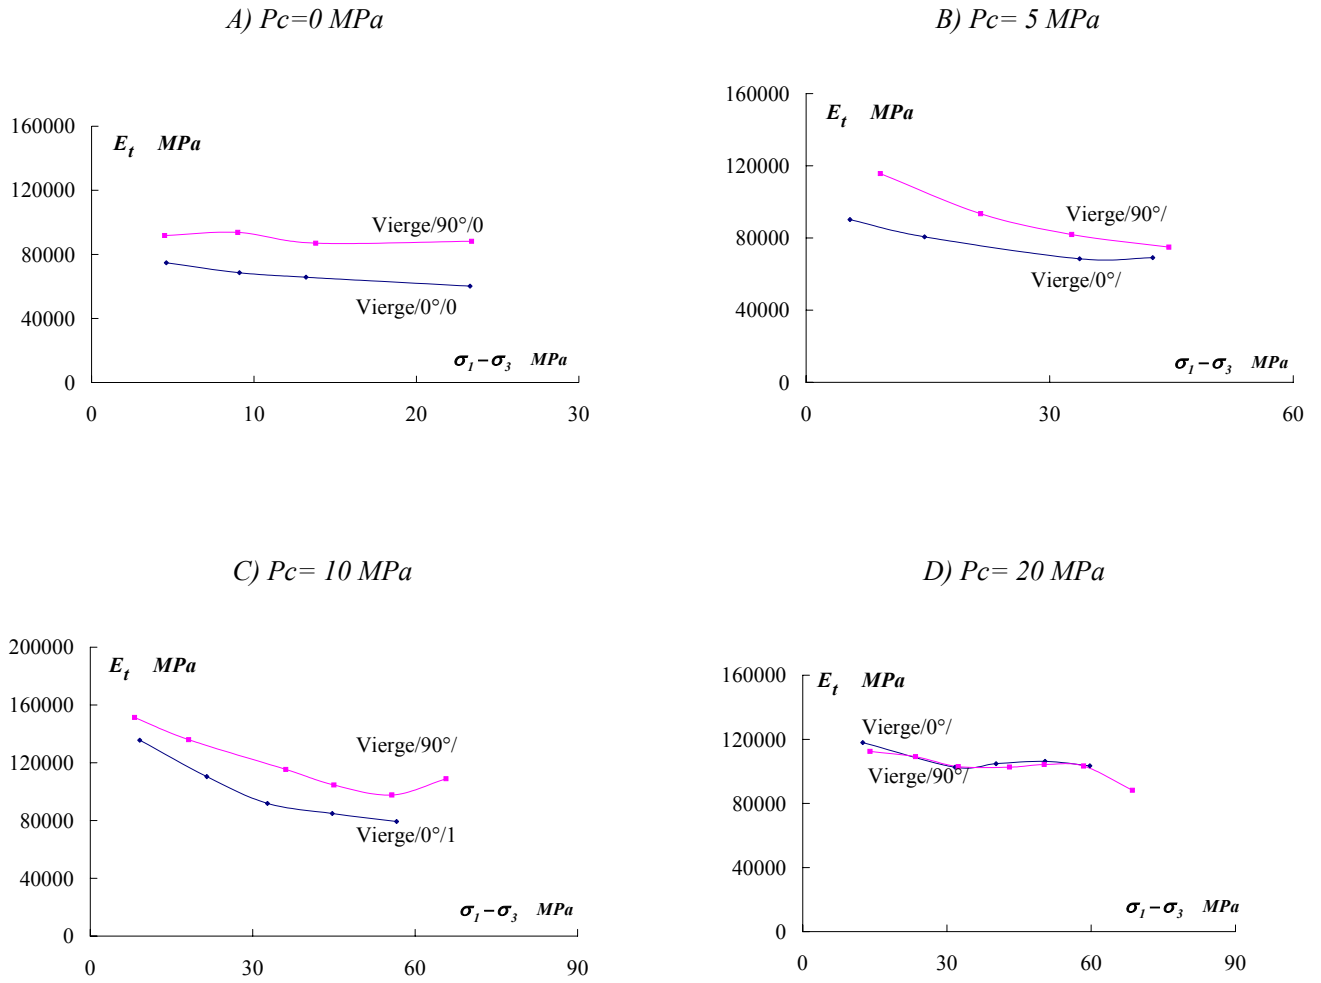 A) Pc=0 MPa
160000
E_t MPa
120000
80000
40000
0
Vierge/90°/0
Vierge/0°/0
σ₁−σ₃ MPa
0 10 20 30
B) Pc= 5 MPa
160000
E_t MPa
120000
80000
40000
0
Vierge/90°/
Vierge/0°/
σ₁−σ₃ MPa
0 30 60
C) Pc= 10 MPa
200000
E_t MPa
160000
120000
80000
40000
0
Vierge/90°/
Vierge/0°/1
σ₁−σ₃ MPa
0 30 60 90
D) Pc= 20 MPa
160000
E_t MPa
120000
80000
40000
0
Vierge/0°/
Vierge/90°/
σ₁−σ₃ MPa
0 30 60 90